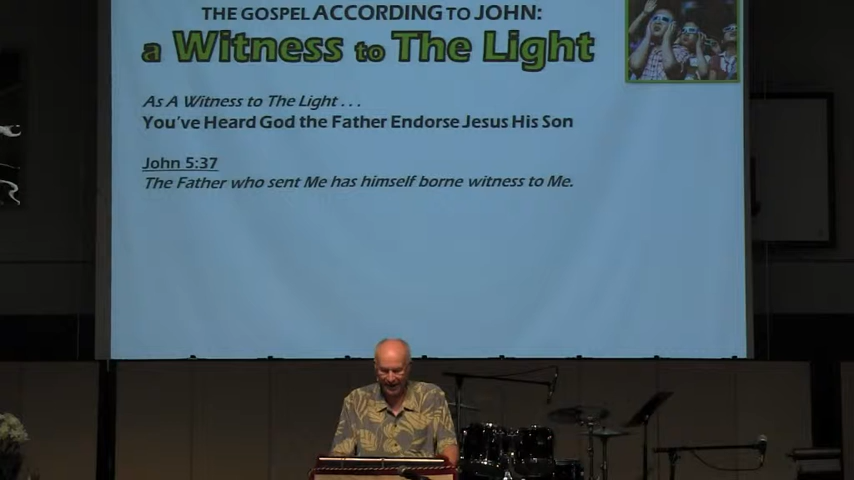 THE GOSPEL ACCORDING TO JOHN:
a Witness to The Light
As A Witness to The Light . . .
You've Heard God the Father Endorse Jesus His Son
John 5:37
The Father who sent Me has himself borne witness to Me.